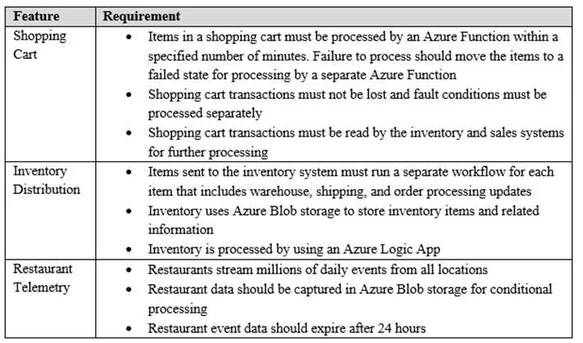 Feature Requirement
Shopping Cart
• Items in a shopping cart must be processed by an Azure Function within a
specified number of minutes. Failure to process should move the items to a
failed state for processing by a separate Azure Function
• Shopping cart transactions must not be lost and fault conditions must be
processed separately
• Shopping cart transactions must be read by the inventory and sales systems
for further processing
Inventory Distribution
• Items sent to the inventory system must run a separate workflow for each
item that includes warehouse, shipping, and order processing updates
• Inventory uses Azure Blob storage to store inventory items and related
information
• Inventory is processed by using an Azure Logic App
Restaurant Telemetry
• Restaurants stream millions of daily events from all locations
• Restaurant data should be captured in Azure Blob storage for conditional
processing
• Restaurant event data should expire after 24 hours